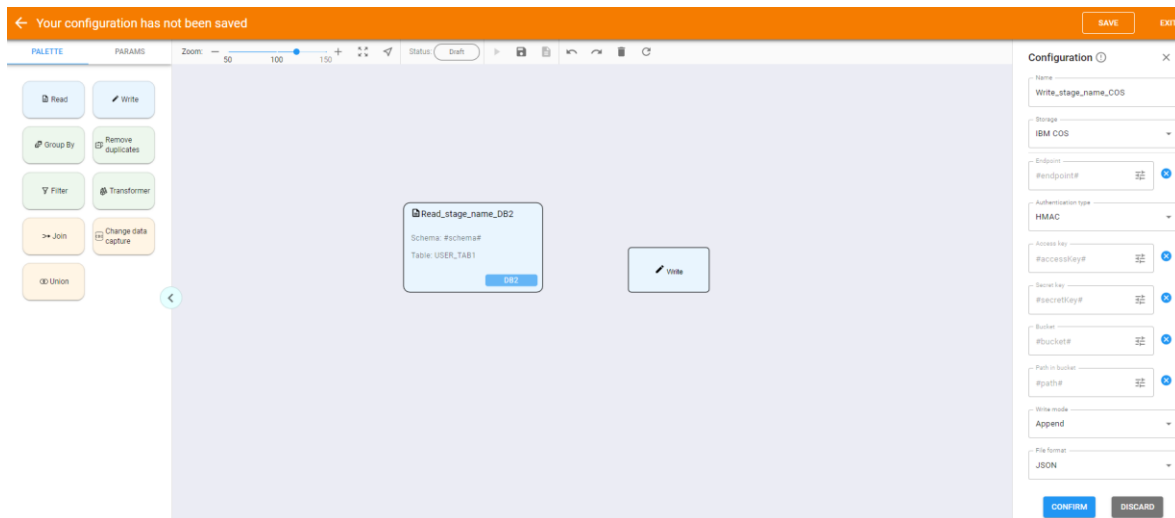 Your configuration has not been saved
SAVE
EXIT
PALETTE
PARAMS
Zoom:
50
100
150
Status:
Draft
Read
Write
Group By
Remove
duplicates
Filter
Transformer
Join
Change data
capture
Union
Read_stage_name_DB2
Schema: #schema#
Table: USER_TAB1
DB2
Write
Configuration
Name
Write_stage_name_COS
Storage
IBM COS
Endpoint
#endpoint#
Authentication type
HMAC
Access key
#accessKey#
Secret key
#secretKey#
Bucket
#bucket#
Path in bucket
#path#
Write mode
Append
File format
JSON
CONFIRM
DISCARD